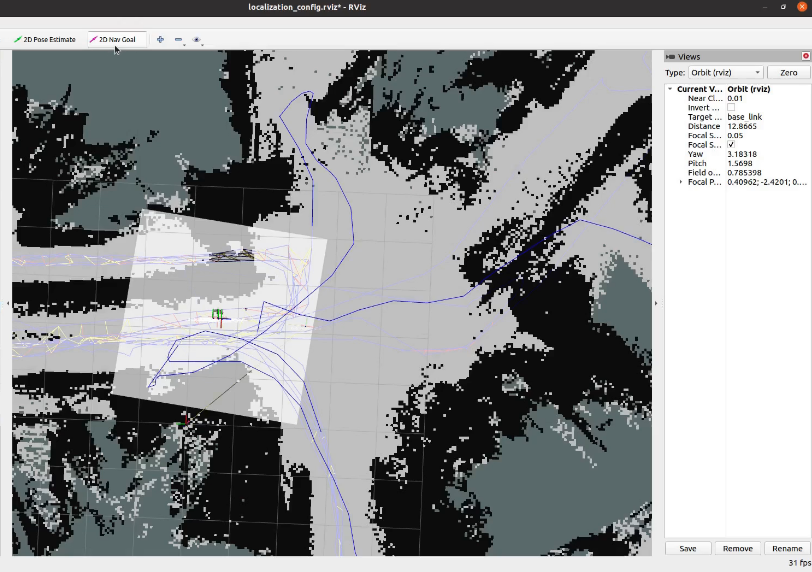 localization_config.rviz* - RViz
2D Pose Estimate
2D Nav Goal
Views
Type: Orbit (rviz) Zero
Current V... Orbit (rviz)
Near Cl... 0.01
Invert ...
Target ... base_link
Distance 12.8665
Focal S... 0.05
Focal S...
Yaw 3.18318
Pitch 1.5698
Field o... 0.785398
Focal P... 0.40962; -2.4201; 0....
Save Remove Rename
31 fps